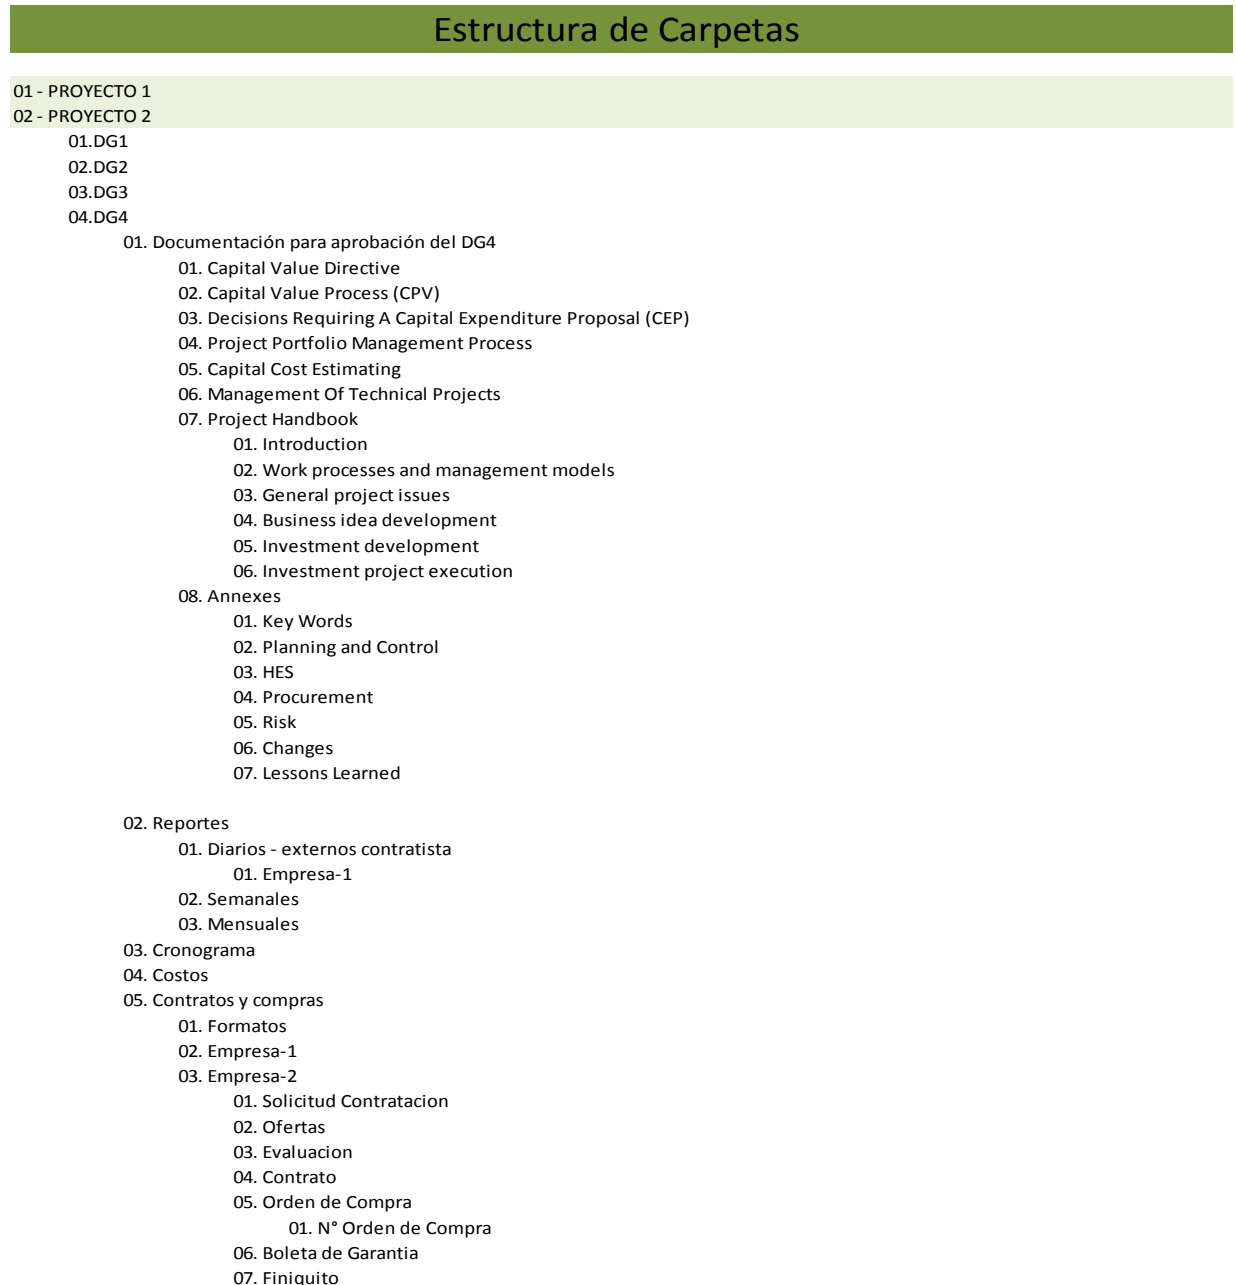 Estructura de Carpetas
01 - PROYECTO 1
02 - PROYECTO 2
01.DG1
02.DG2
03.DG3
04.DG4
01. Documentación para aprobación del DG4
01. Capital Value Directive
02. Capital Value Process (CPV)
03. Decisions Requiring A Capital Expenditure Proposal (CEP)
04. Project Portfolio Management Process
05. Capital Cost Estimating
06. Management Of Technical Projects
07. Project Handbook
01. Introduction
02. Work processes and management models
03. General project issues
04. Business idea development
05. Investment development
06. Investment project execution
08. Annexes
01. Key Words
02. Planning and Control
03. HES
04. Procurement
05. Risk
06. Changes
07. Lessons Learned
02. Reportes
01. Diarios - externos contratista
01. Empresa-1
02. Semanales
03. Mensuales
03. Cronograma
04. Costos
05. Contratos y compras
01. Formatos
02. Empresa-1
03. Empresa-2
01. Solicitud Contratacion
02. Ofertas
03. Evaluacion
04. Contrato
05. Orden de Compra
01. N° Orden de Compra
06. Boleta de Garantia
07. Finiquito